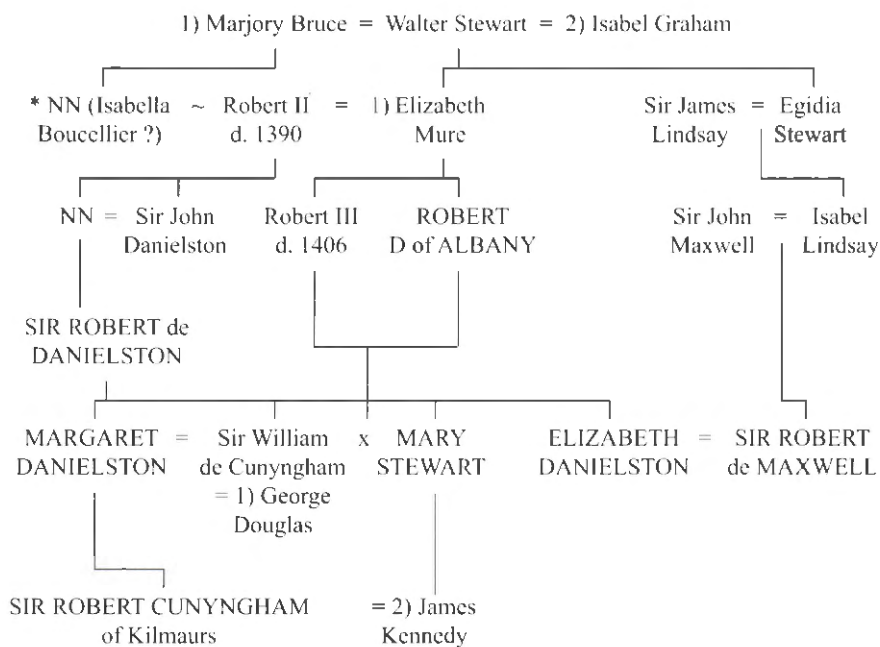 1) Marjory Bruce = Walter Stewart = 2) Isabel Graham
* NN (Isabella ~ Robert II = 1) Elizabeth Sir James = Egidia
Boucellier ?) d. 1390 Mure Lindsay Stewart
NN = Sir John Robert III ROBERT Sir John = Isabel
Danielston d. 1406 D of ALBANY Maxwell Lindsay
SIR ROBERT de
DANIELSTON
MARGARET = Sir William x MARY ELIZABETH = SIR ROBERT
DANIELSTON de Cunyngham STEWART DANIELSTON de MAXWELL
= 1) George
Douglas
SIR ROBERT CUNYNGHAM = 2) James
of Kilmaurs Kennedy